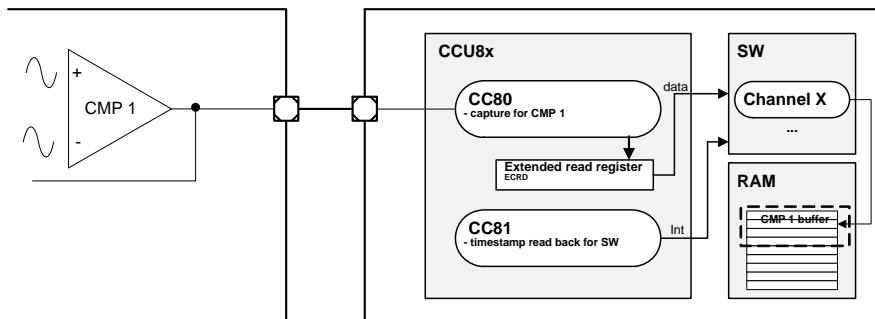 +
CMP 1
-
CCU8x
CC80
- capture for CMP 1
Extended read register
ECRD
CC81
- timestamp read back for SW
data
Int
SW
Channel X
...
RAM
CMP 1 buffer